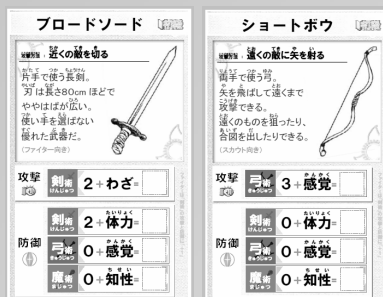 ブロードソード
近くの敵を切る
片手で使う長剣。
刃は長さ80cmほどで
ややはばが広い。
使い手を選ばない
優れた武器だ。
(ファイター向き)
攻撃
剣術 2+わざ=
防御
剣術 2+体力=
弓術 0+感覚=
魔術 0+知性=
ショートボウ
遠くの敵に矢を射る
両手で使う弓。
矢を飛ばして遠くまで
攻撃できる。
遠くのものを狙ったり、
合図を出したりできる。
(スカウト向き)
攻撃
弓術 3+感覚=
防御
剣術 0+体力=
弓術 0+感覚=
魔術 0+知性=